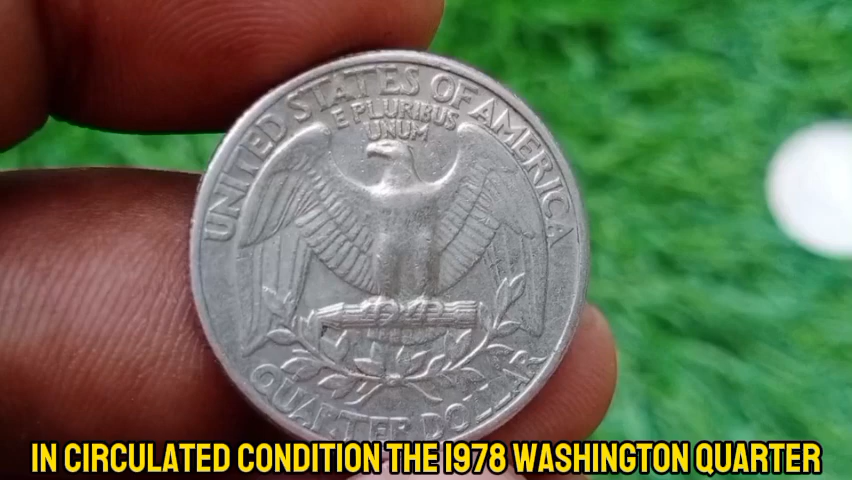 UNITED STATES OF AMERICA
E PLURIBUS
UNUM
QUARTER DOLLAR
IN CIRCULATED CONDITION THE 1978 WASHINGTON QUARTER